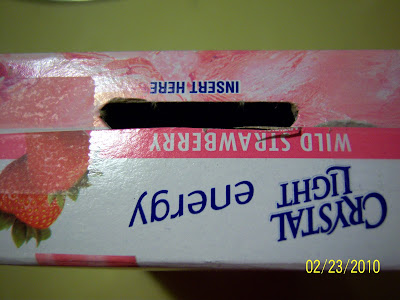 INSERT HERE
WILD STRAWBERRY
CRYSTAL
LIGHT
energy
02/23/2010